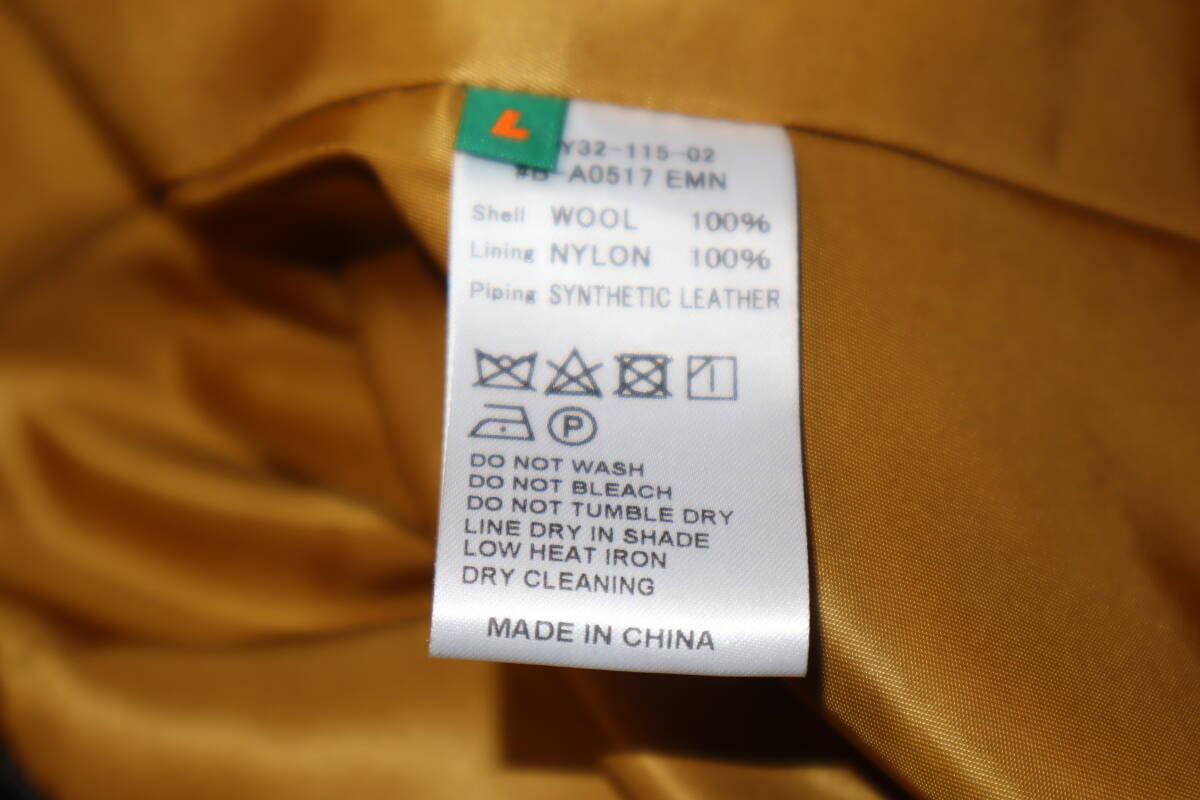 L
Y32-115-02
A0517 EMN
Shell WOOL 100%
Lining NYLON 100%
Piping SYNTHETIC LEATHER
P
DO NOT WASH
DO NOT BLEACH
DO NOT TUMBLE DRY
LINE DRY IN SHADE
LOW HEAT IRON
DRY CLEANING
MADE IN CHINA